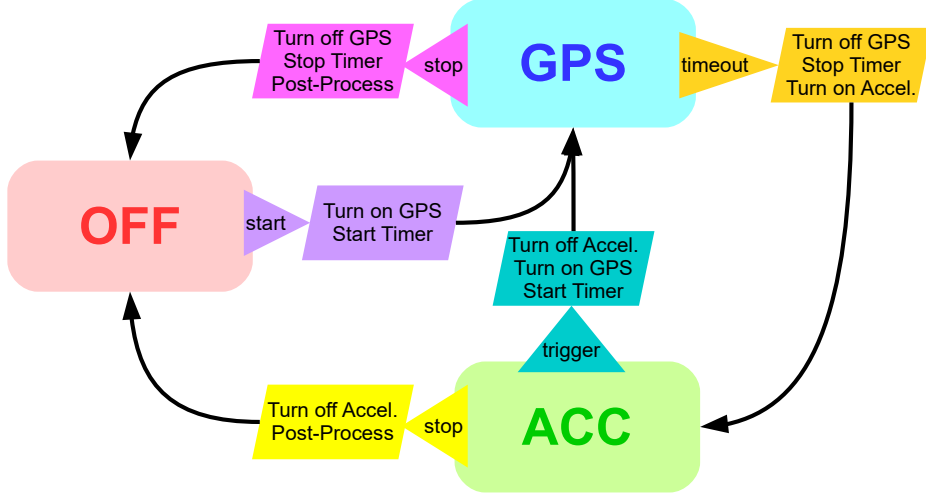 Turn off GPS
Stop Timer
Post-Process
stop
GPS
timeout
Turn off GPS
Stop Timer
Turn on Accel.
OFF
start
Turn on GPS
Start Timer
Turn off Accel.
Turn on GPS
Start Timer
trigger
Turn off Accel.
Post-Process
stop
ACC